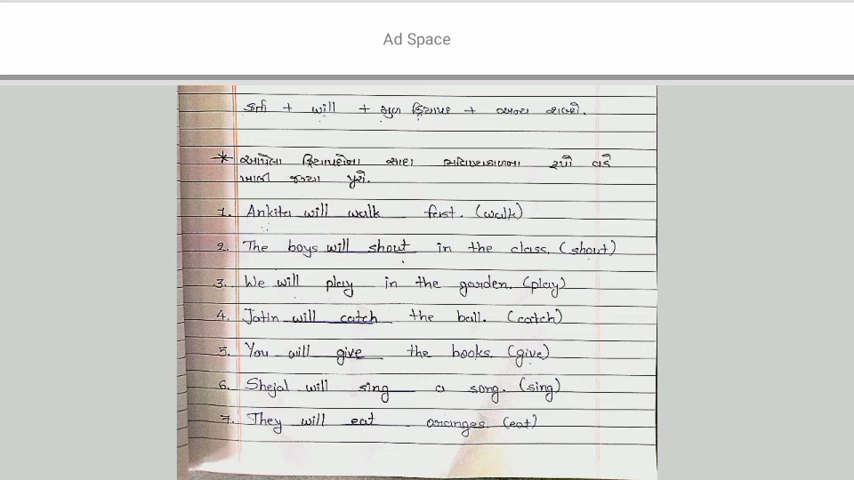 Ad Space
કર્તા + will + મુળ ક્રિયાપદ + અન્ય શબ્દો.
* આપેલા ક્રિયાપદોના સાદા ભવિષ્યકાળના રૂપો વડે
ખાલી જગ્યા પુરો.
1. Ankita will walk fast. (walk)
2. The boys will shout in the class. (shout)
3. We will play in the garden. (play)
4. Jatin will catch the ball. (catch)
5. You will give the books. (give)
6. Shejal will sing a song. (sing)
7. They will eat oranges. (eat)